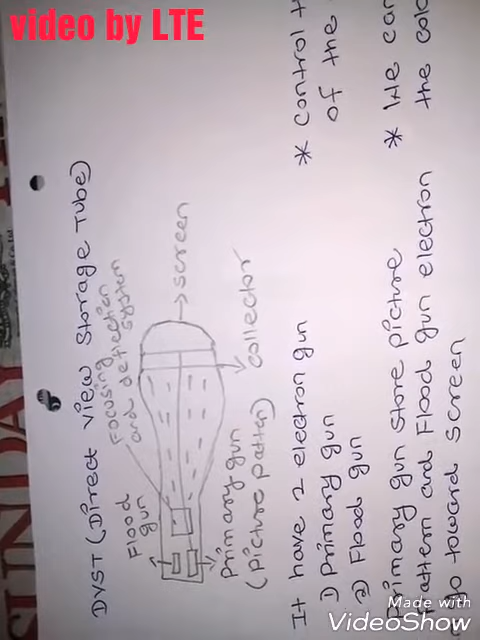 video by LTE
DVST (Direct View Storage Tube)
Flood
gun
Focusing
and deflection
system
→ screen
collector
Primary gun
(picture pattern)
It have 2 electron gun
1) Primary gun
2) Flood gun
Primary gun store picture
Pattern and Flood gun electron
go toward screen
* control
of the
* We can
the
SUNDAY
Made with
VideoShow